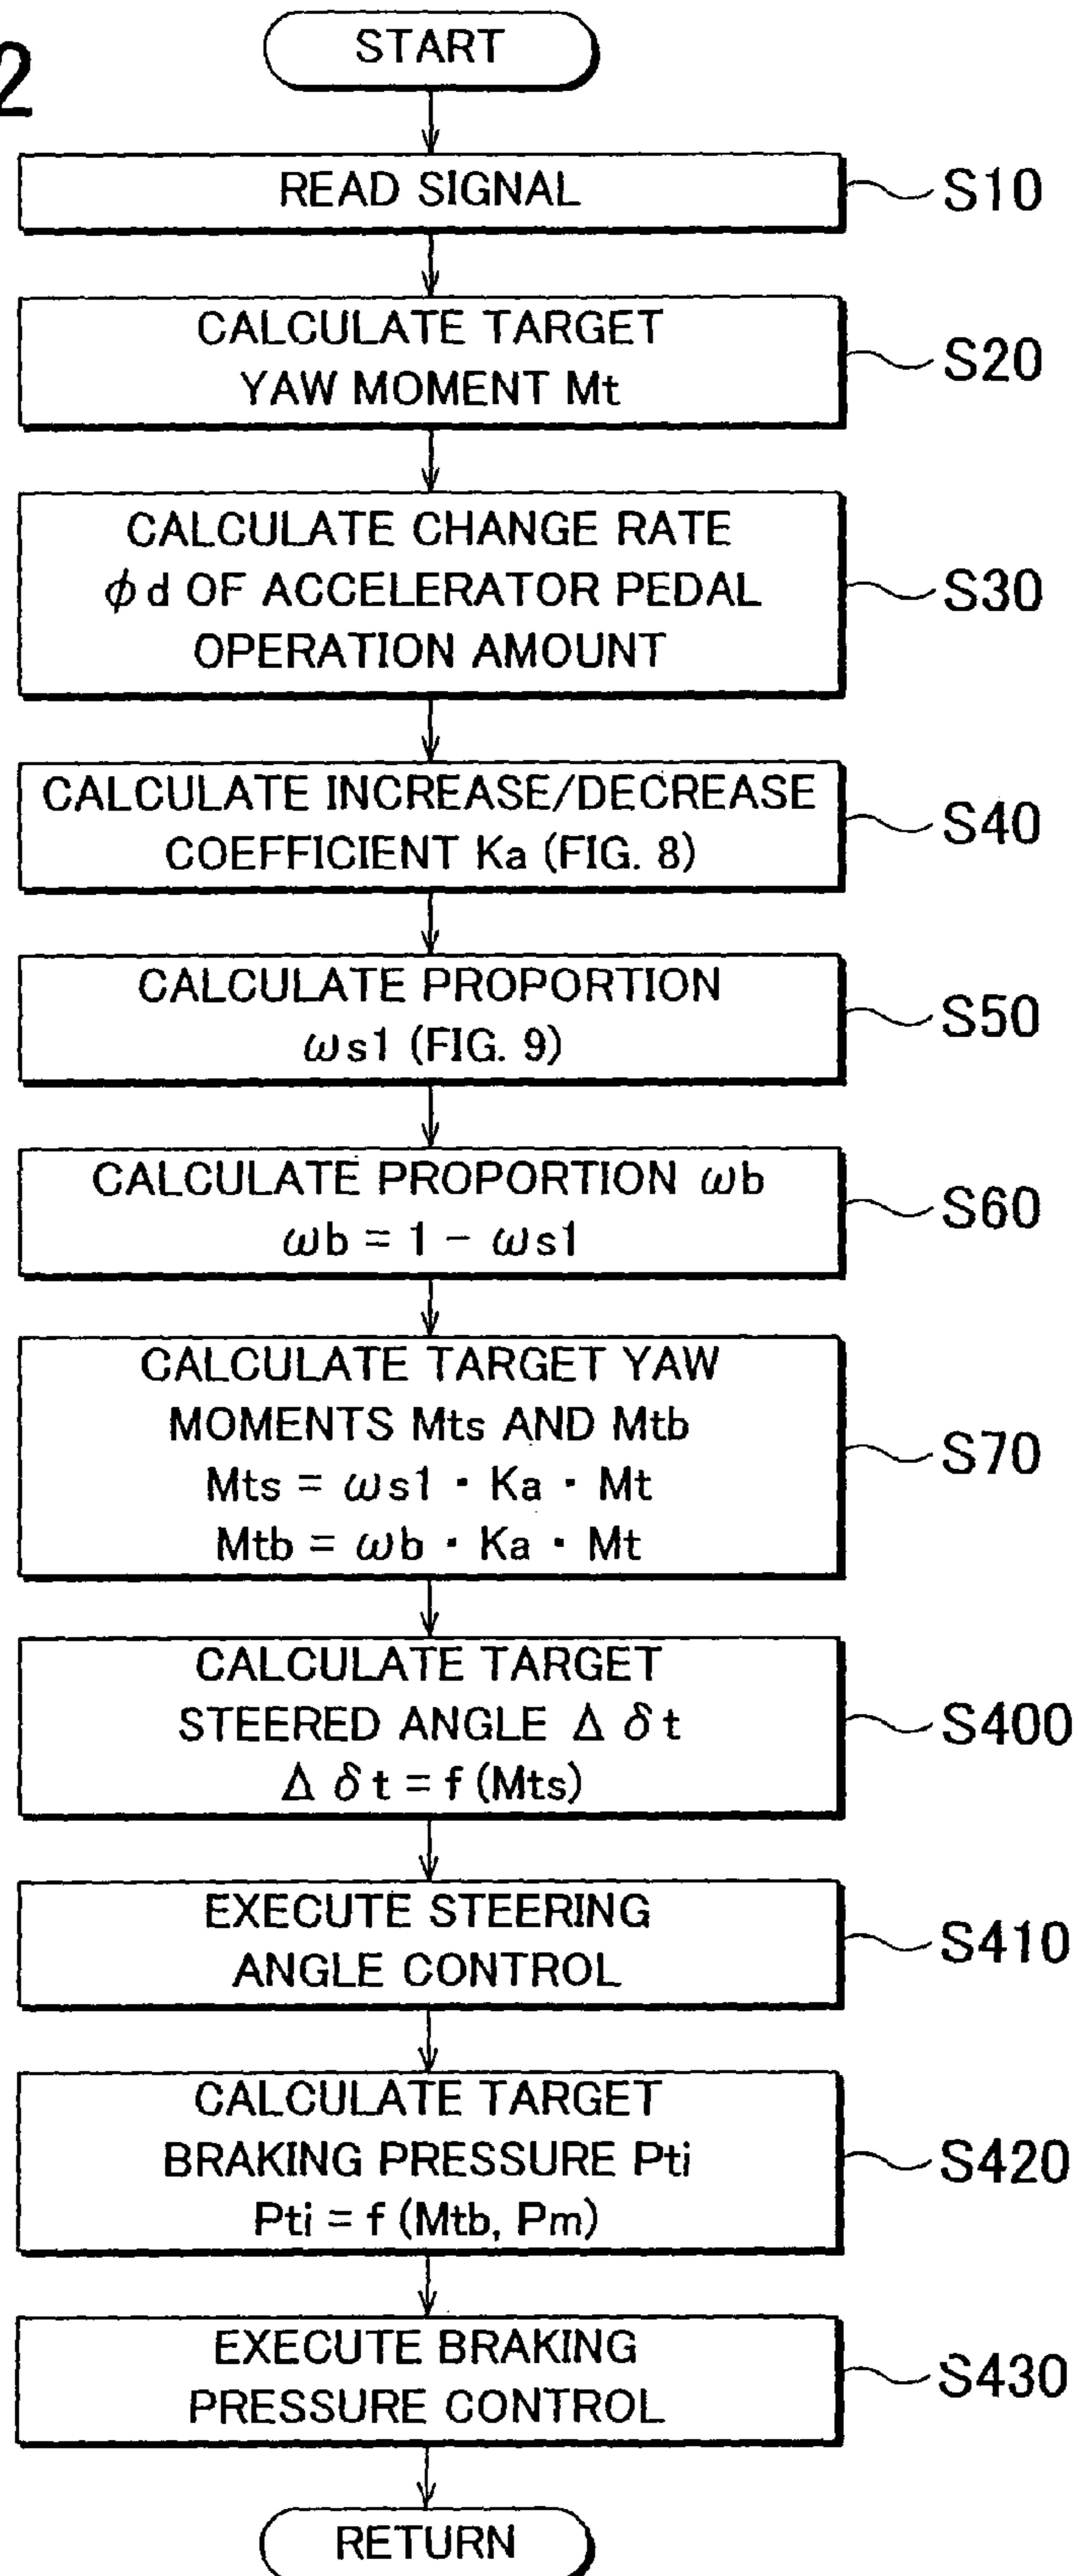 2
START
READ SIGNAL
S10
CALCULATE TARGET
YAW MOMENT Mt
S20
CALCULATE CHANGE RATE
ϕd OF ACCELERATOR PEDAL
OPERATION AMOUNT
S30
CALCULATE INCREASE/DECREASE
COEFFICIENT Ka (FIG. 8)
S40
CALCULATE PROPORTION
ωs1 (FIG. 9)
S50
CALCULATE PROPORTION ωb
ωb = 1 - ωs1
S60
CALCULATE TARGET YAW
MOMENTS Mts AND Mtb
Mts = ωs1 · Ka · Mt
Mtb = ωb · Ka · Mt
S70
CALCULATE TARGET
STEERED ANGLE Δδt
Δδt = f (Mts)
S400
EXECUTE STEERING
ANGLE CONTROL
S410
CALCULATE TARGET
BRAKING PRESSURE Pti
Pti = f (Mtb, Pm)
S420
EXECUTE BRAKING
PRESSURE CONTROL
S430
RETURN